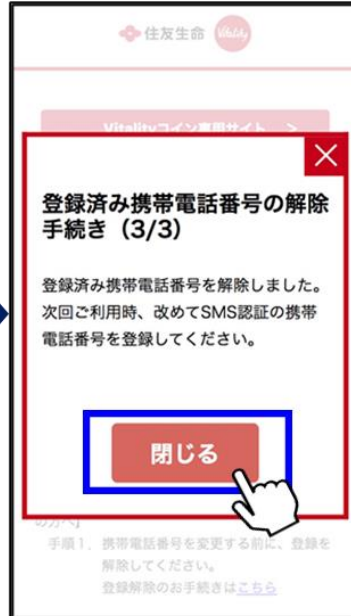 住友生命 Vitality
Vitalityコイン専用サイト >
登録済み携帯電話番号の解除
手続き（3/3）
登録済み携帯電話番号を解除しました。
次回ご利用時、改めてSMS認証の携帯
電話番号を登録してください。
閉じる
の方へ】
手順1. 携帯電話番号を変更する前に、登録を
解除してください。
登録解除のお手続きはこちら